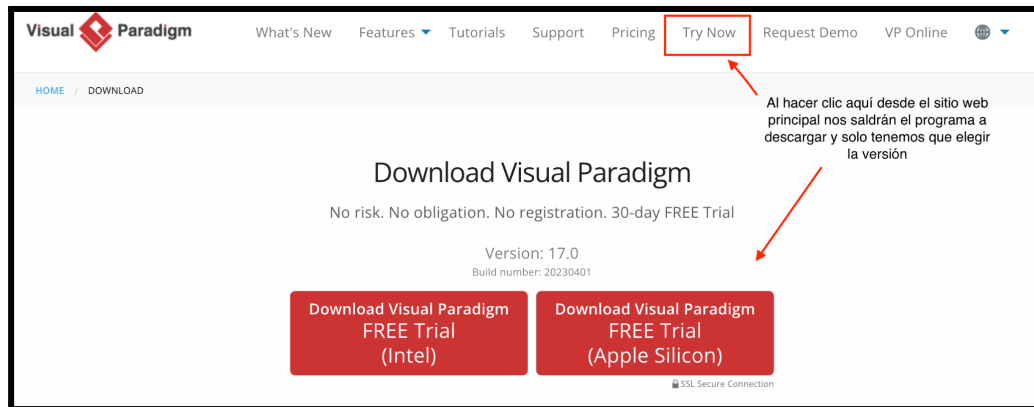 Visual Paradigm
What's New Features Tutorials Support Pricing Try Now Request Demo VP Online
HOME / DOWNLOAD
Al hacer clic aquí desde el sitio web
principal nos saldrán el programa a
descargar y solo tenemos que elegir
la versión
Download Visual Paradigm
No risk. No obligation. No registration. 30-day FREE Trial
Version: 17.0
Build number: 20230401
Download Visual Paradigm
FREE Trial
(Intel)
Download Visual Paradigm
FREE Trial
(Apple Silicon)
SSL Secure Connection